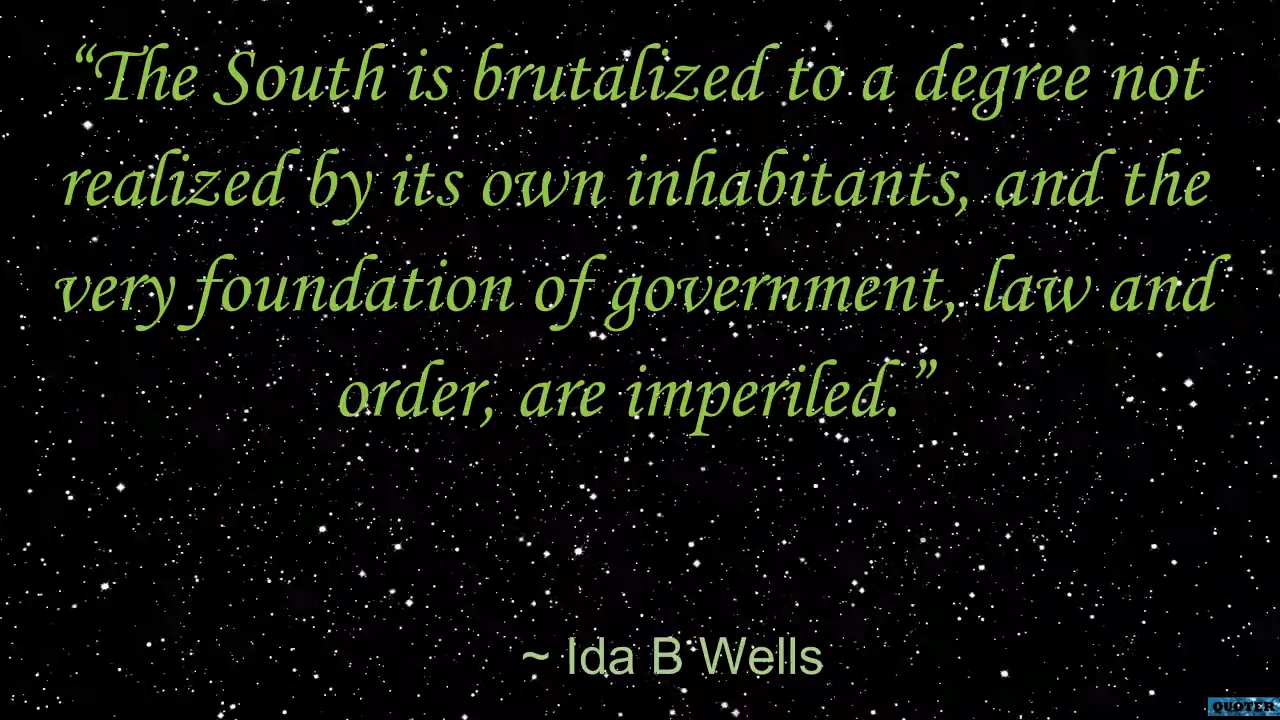 “The South is brutalized to a degree not
realized by its own inhabitants, and the
very foundation of government, law and
order, are imperiled.”
~ Ida B Wells
QUOTER